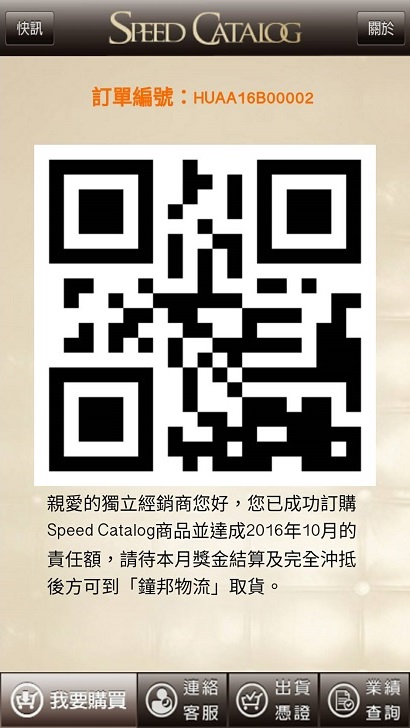 快訊
SPEED CATALOG
關於
訂單編號：HUAA16B00002
親愛的獨立經銷商您好，您已成功訂購
Speed Catalog商品並達成2016年10月的
責任額，請待本月獎金結算及完全沖抵
後方可到「鐘邦物流」取貨。
我要購買
連絡
客服
出貨
憑證
業績
查詢